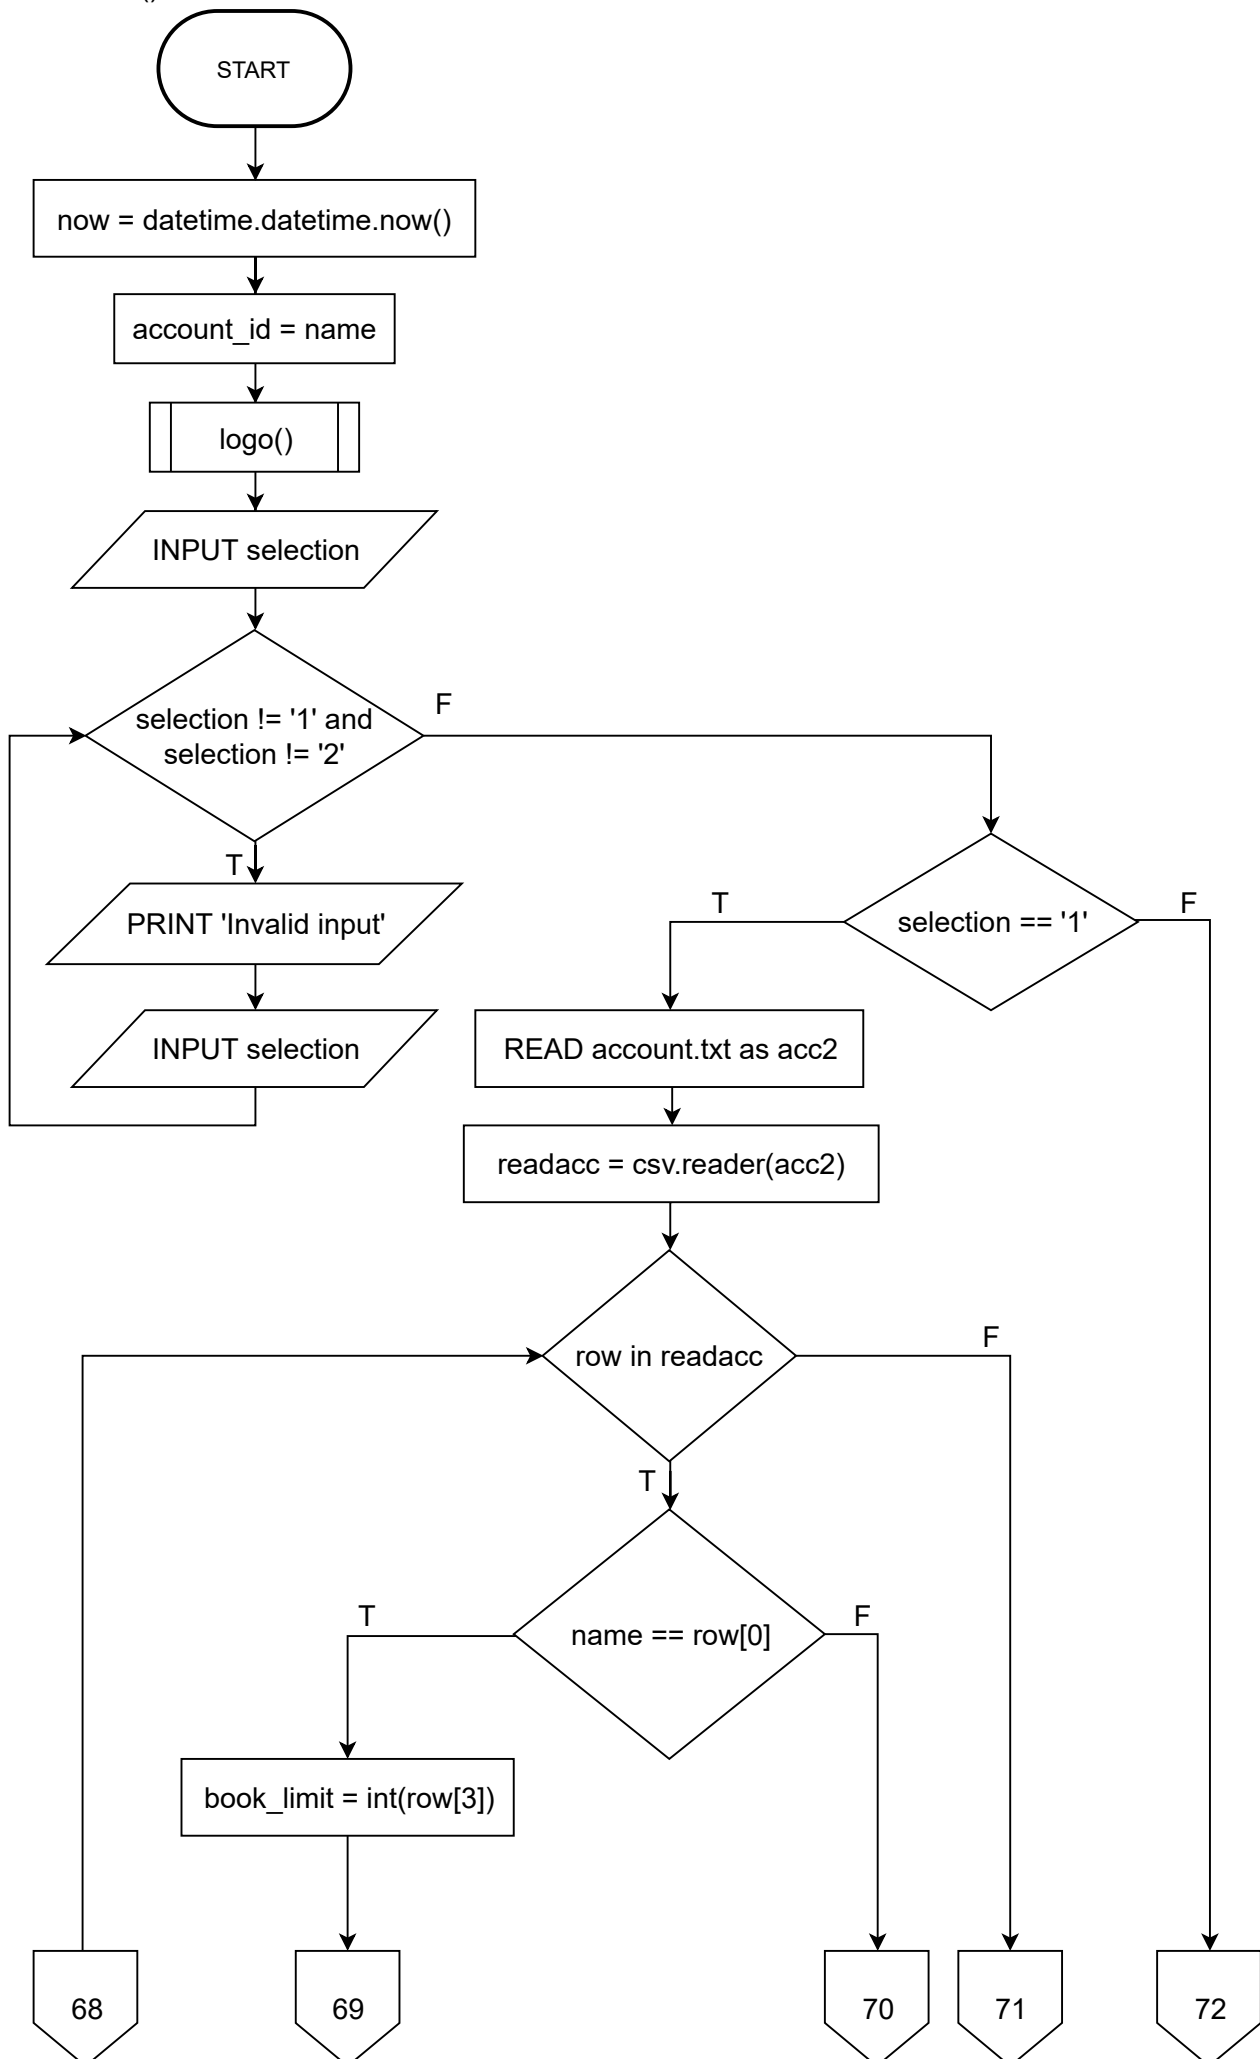 ()
START
now = datetime.datetime.now()
account_id = name
logo()
INPUT selection
selection != '1' and
selection != '2'
F
T
PRINT 'Invalid input'
INPUT selection
selection == '1'
T
F
READ account.txt as acc2
readacc = csv.reader(acc2)
row in readacc
F
T
name == row[0]
T
F
book_limit = int(row[3])
68
69
70
71
72